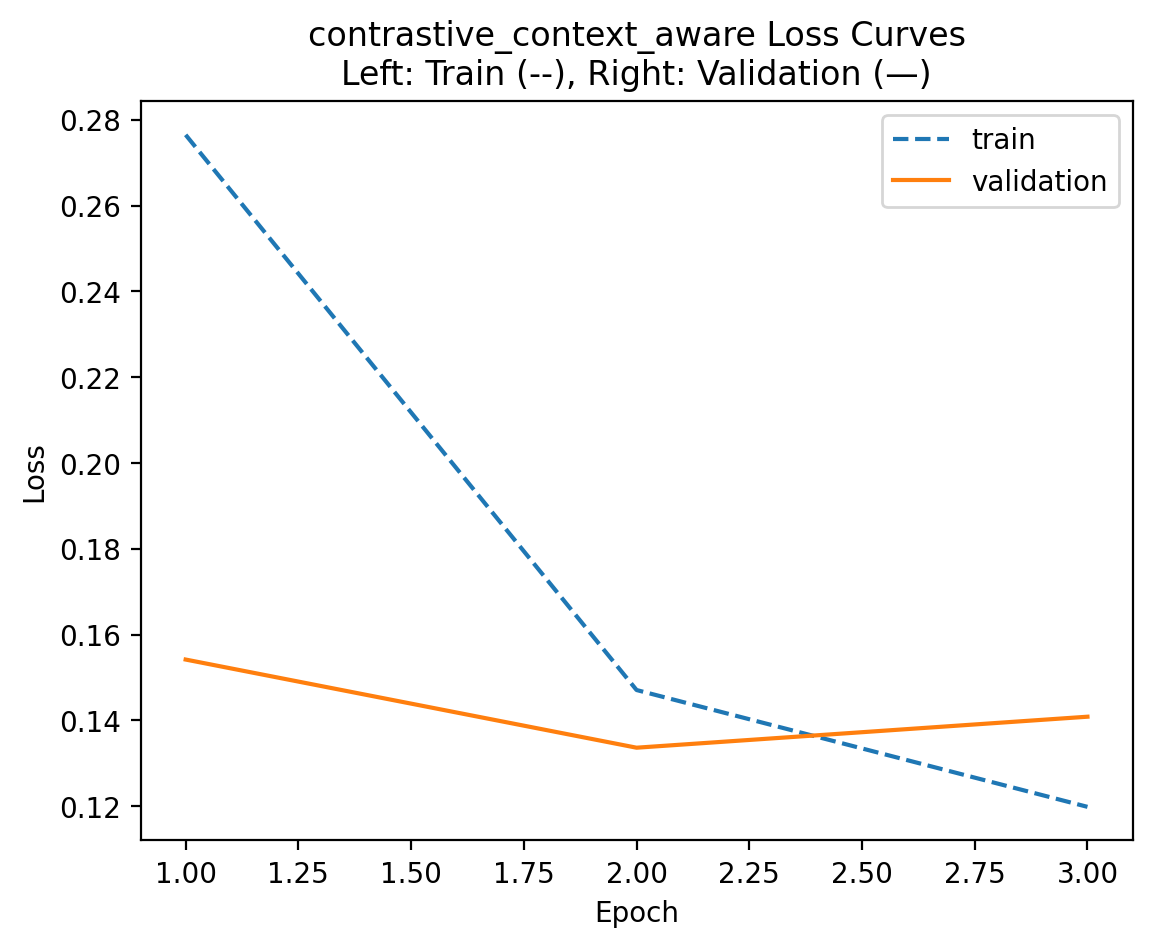 contrastive_context_aware Loss Curves
Left: Train (--), Right: Validation (—)
train
validation
Loss
0.28
0.26
0.24
0.22
0.20
0.18
0.16
0.14
0.12
1.00 1.25 1.50 1.75 2.00 2.25 2.50 2.75 3.00
Epoch